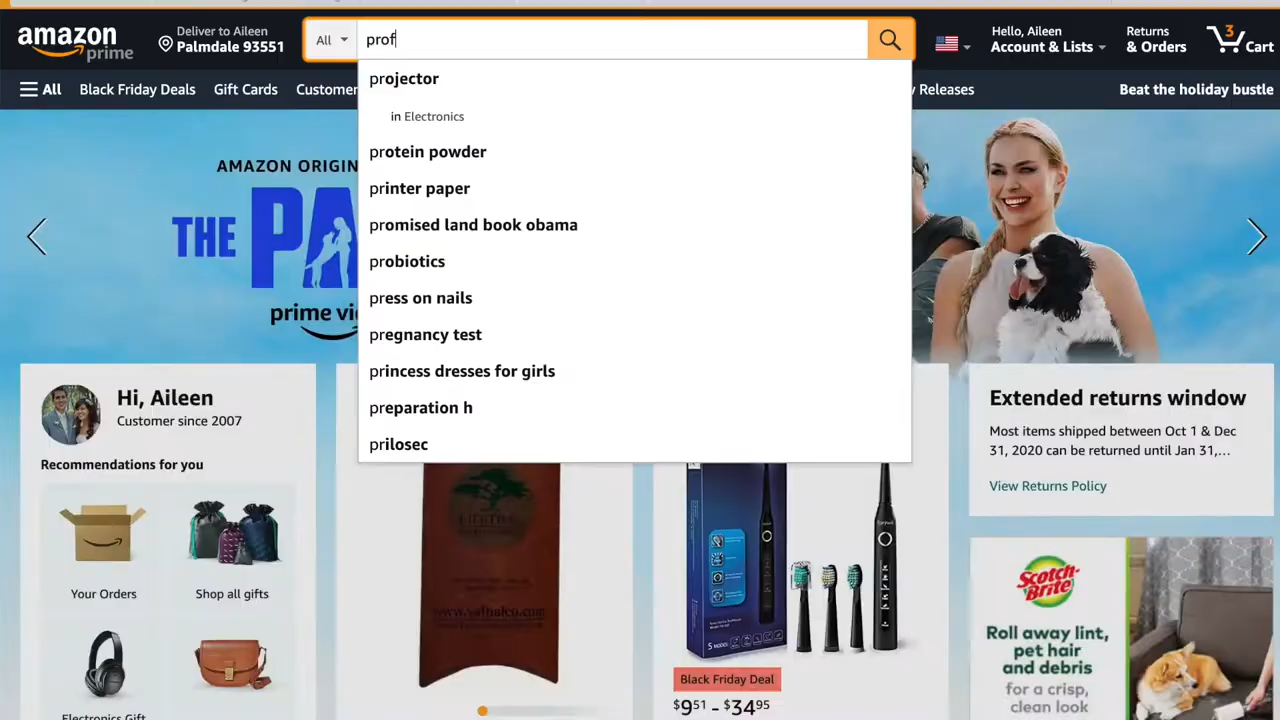 amazon
prime
Deliver to Aileen
Palmdale 93551
All
prof
Hello, Aileen
Account & Lists
Returns
& Orders
3
Cart
All
Black Friday Deals
Gift Cards
Customer
Releases
Beat the holiday bustle
projector
in Electronics
protein powder
printer paper
promised land book obama
probiotics
press on nails
pregnancy test
princess dresses for girls
preparation h
prilosec
AMAZON ORIGIN
THE PA
prime vi
Hi, Aileen
Customer since 2007
Recommendations for you
Your Orders
Shop all gifts
Electronics Gift
5 MODES
Black Friday Deal
$951 - $3495
Extended returns window
Most items shipped between Oct 1 & Dec
31, 2020 can be returned until Jan 31,...
View Returns Policy
Scotch-
Brite
Roll away lint,
pet hair
and debris
for a crisp,
clean look